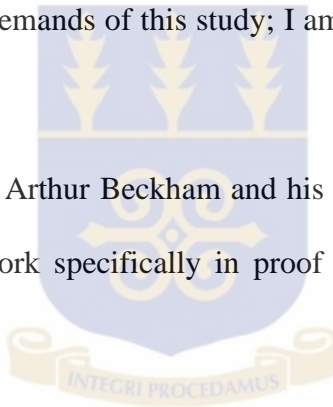 emands of this study; I am
Arthur Beckham and his
ork specifically in proof
INTEGRI PROCEDAMUS